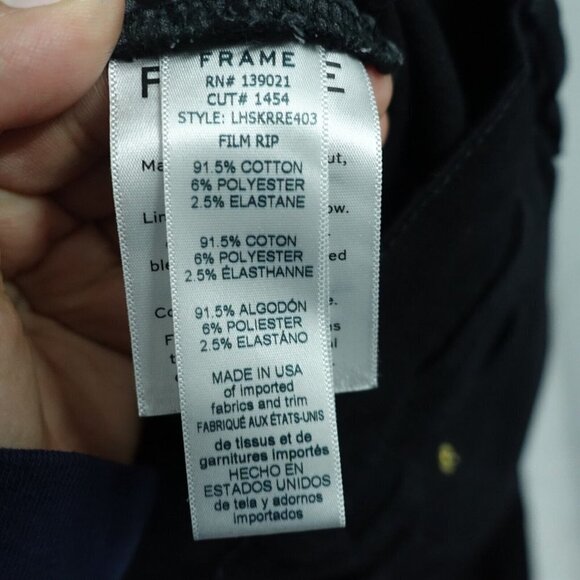 FRAME
RN# 139021
CUT# 1454
STYLE: LHSKRRE403
FILM RIP
91.5% COTTON
6% POLYESTER
2.5% ELASTANE
91.5% COTON
6% POLYESTER
2.5% ÉLASTHANNE
91.5% ALGODÓN
6% POLIESTER
2.5% ELASTÁNO
MADE IN USA
of imported
fabrics and trim
FABRIQUÉ AUX ÉTATS-UNIS
de tissus et de
garnitures importés
HECHO EN
ESTADOS UNIDOS
de tela y adornos
importados